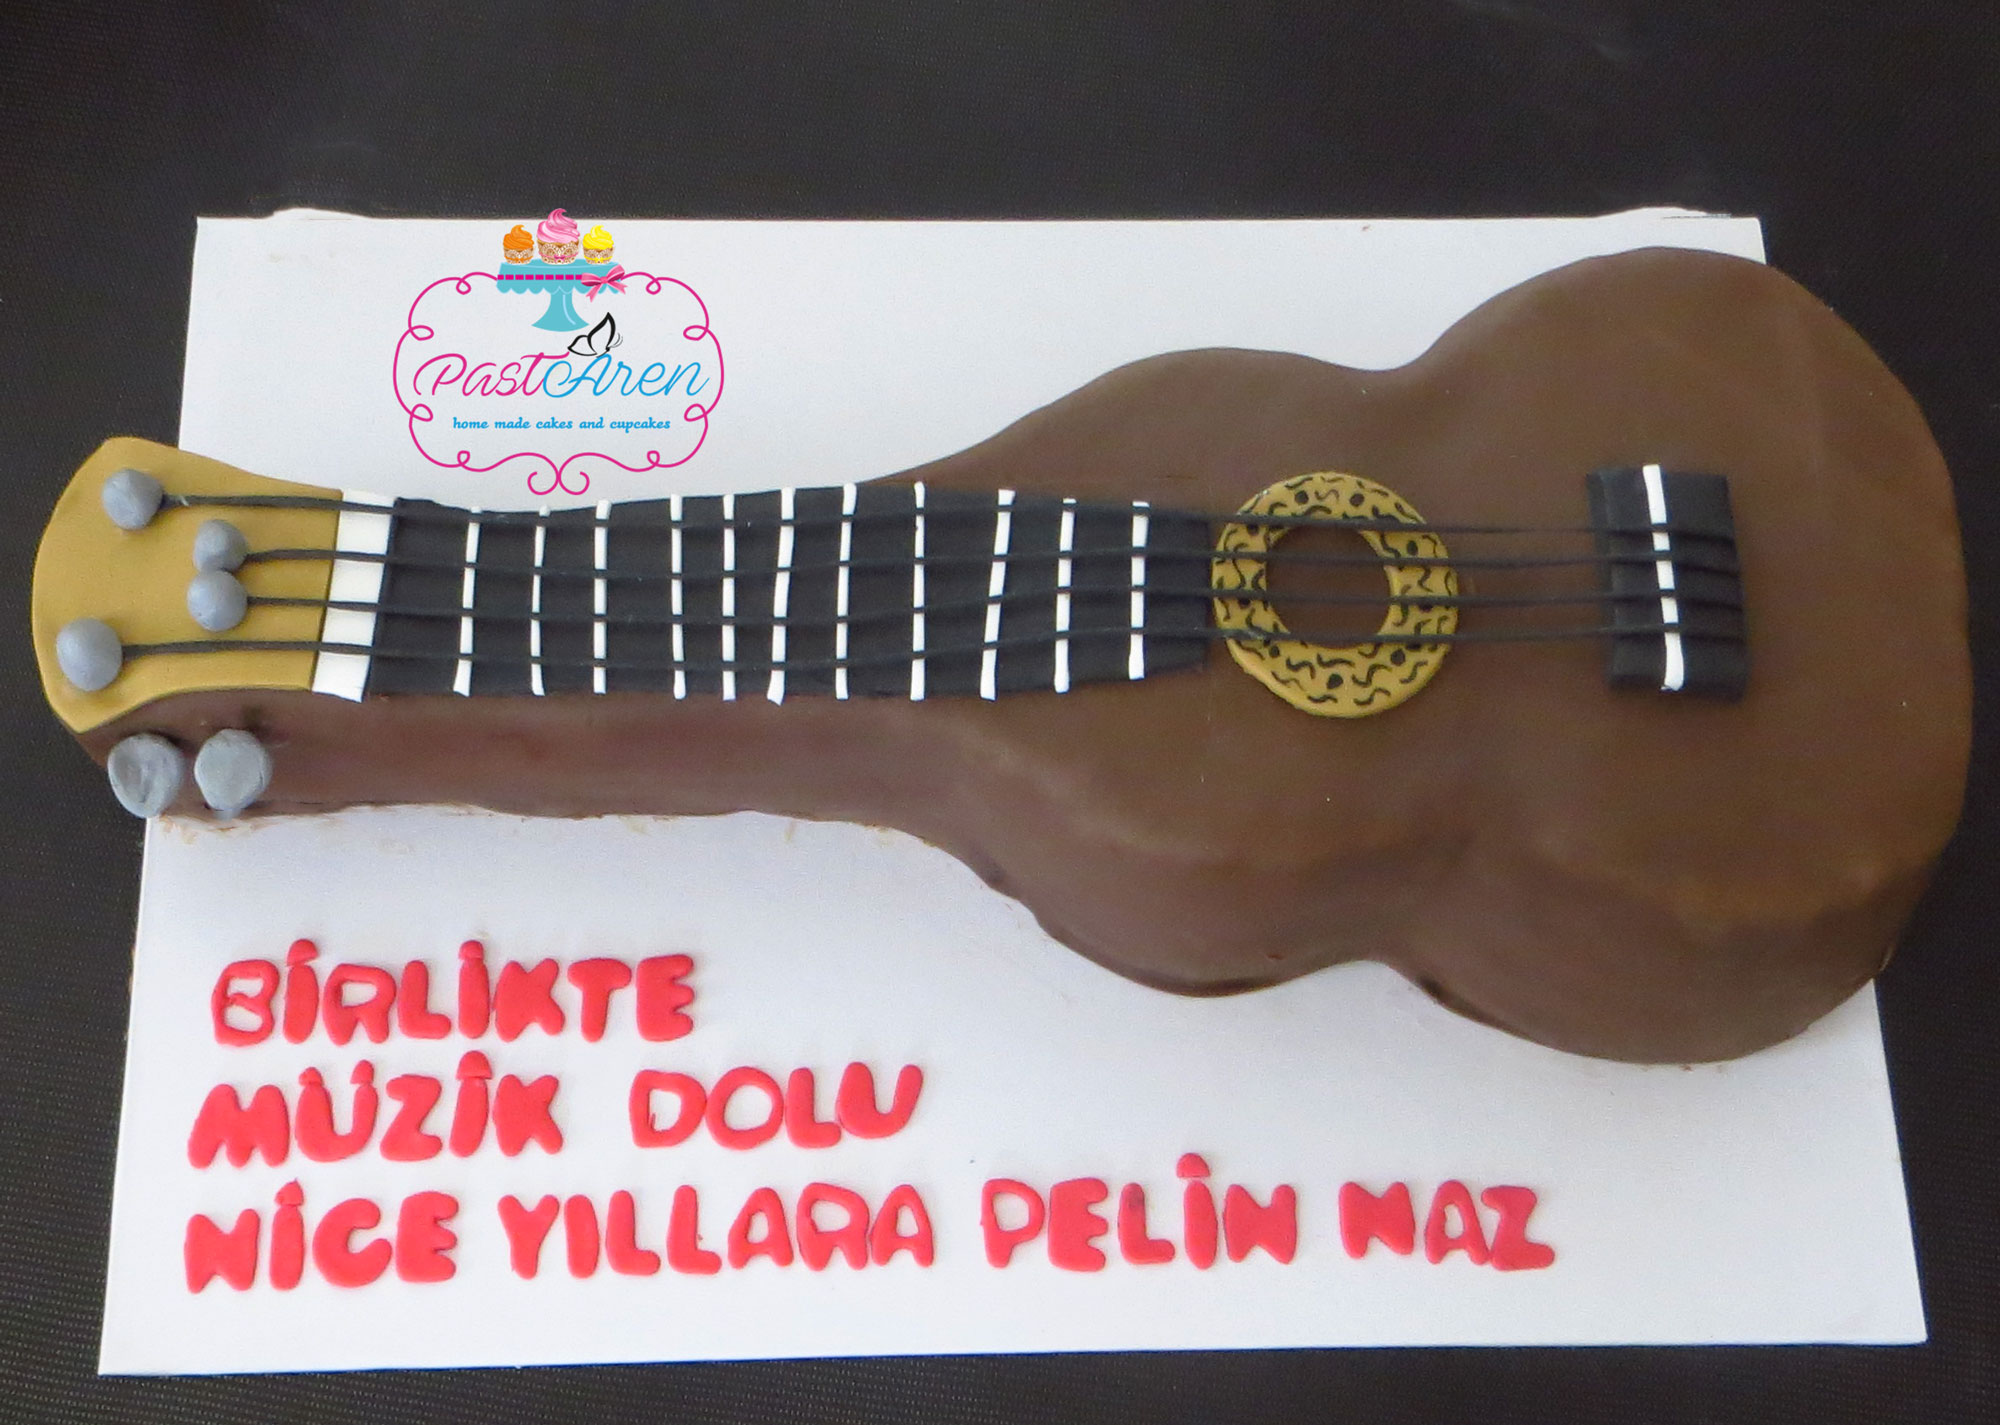 PastAren
home made cakes and cupcakes
BİRLİKTE
MÜZİK DOLU
NİCE YILLARA PELİN NAZ